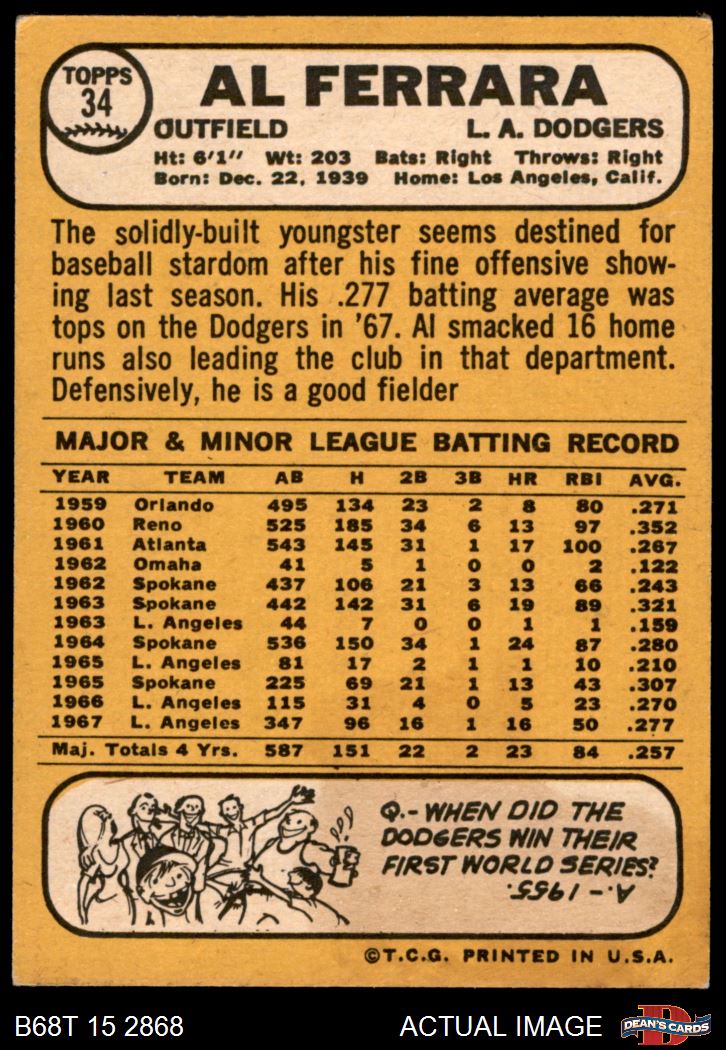 TOPPS
34
AL FERRARA
OUTFIELD L. A. DODGERS
Ht: 6'1" Wt: 203 Bats: Right Throws: Right
Born: Dec. 22, 1939 Home: Los Angeles, Calif.
The solidly-built youngster seems destined for
baseball stardom after his fine offensive show-
ing last season. His .277 batting average was
tops on the Dodgers in '67. Al smacked 16 home
runs also leading the club in that department.
Defensively, he is a good fielder
MAJOR & MINOR LEAGUE BATTING RECORD
YEAR TEAM AB H 2B 3B HR RBI AVG.
1959 Orlando 495 134 23 2 8 80 .271
1960 Reno 525 185 34 6 13 97 .352
1961 Atlanta 543 145 31 1 17 100 .267
1962 Omaha 41 5 1 0 0 2 .122
1962 Spokane 437 106 21 3 13 66 .243
1963 Spokane 442 142 31 6 19 89 .321
1963 L. Angeles 44 7 0 0 1 1 .159
1964 Spokane 536 150 34 1 24 87 .280
1965 L. Angeles 81 17 2 1 1 10 .210
1965 Spokane 225 69 21 1 13 43 .307
1966 L. Angeles 115 31 4 0 5 23 .270
1967 L. Angeles 347 96 16 1 16 50 .277
Maj. Totals 4 Yrs. 587 151 22 2 23 84 .257
Q.- WHEN DID THE
DODGERS WIN THEIR
FIRST WORLD SERIES?
A.- 1955.
©T.C.G. PRINTED IN U.S.A.
B68T 15 2868 ACTUAL IMAGE
D
DEAN'S CARDS